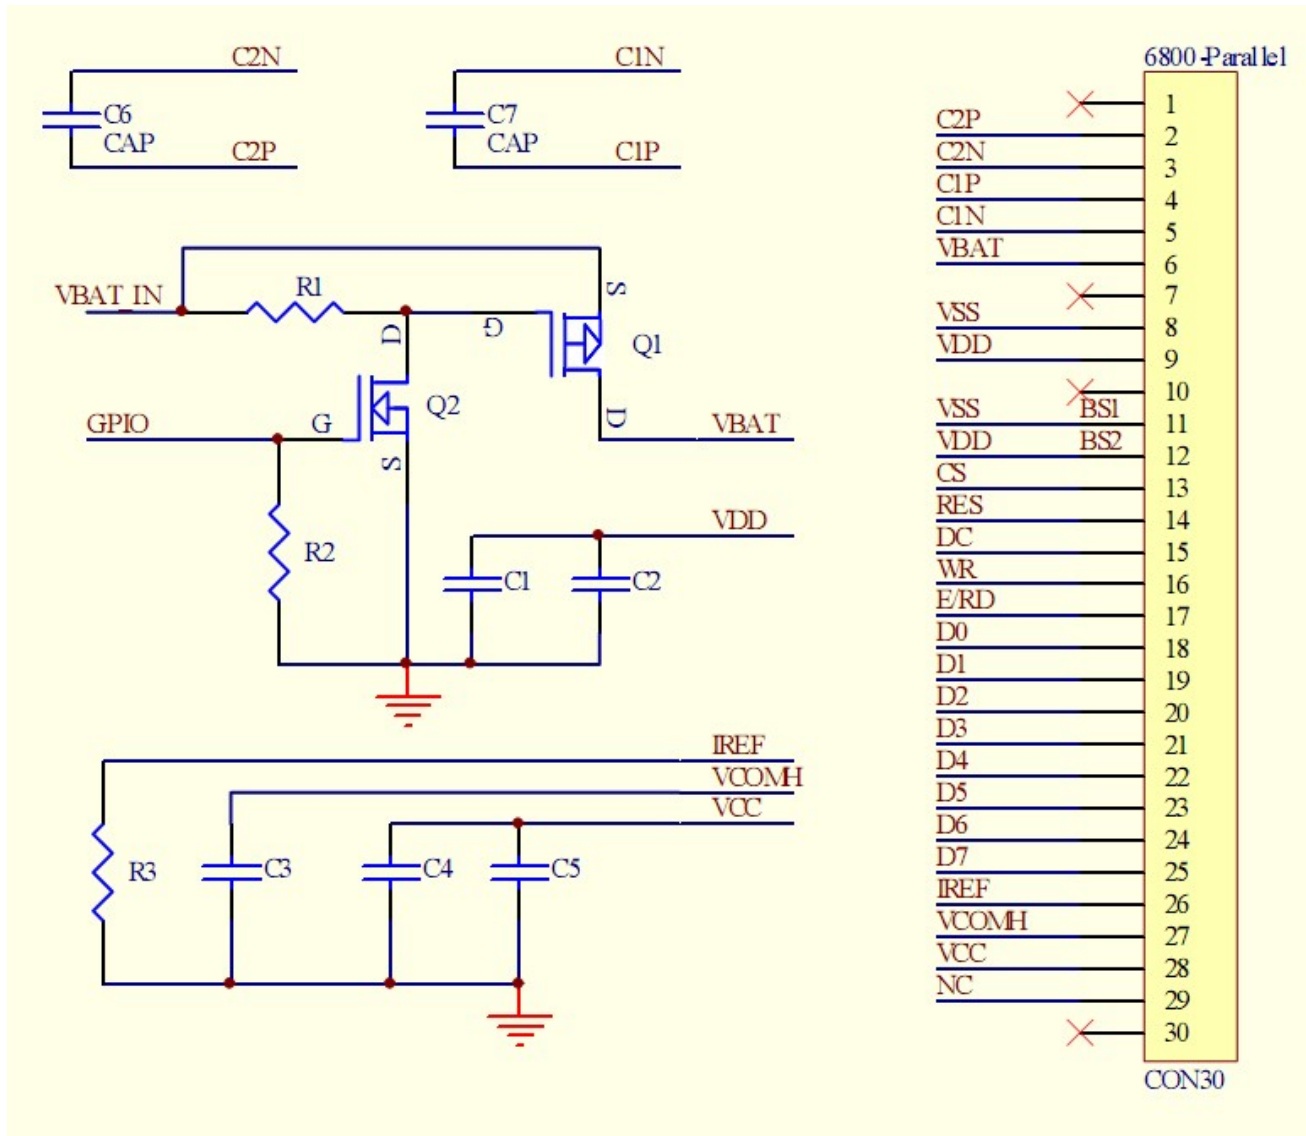 C2N
C6
CAP
C2P
C1N
C7
CAP
C1P
VBAT_IN
R1
D
G
S
Q1
D
VBAT
GPIO
G
Q2
S
R2
VDD
C1
C2
IREF
VCOMH
VCC
R3
C3
C4
C5
6800-Parallel
1
C2P 2
C2N 3
C1P 4
C1N 5
VBAT 6
7
VSS 8
VDD 9
10
VSS BS1 11
VDD BS2 12
CS 13
RES 14
DC 15
WR 16
E/RD 17
D0 18
D1 19
D2 20
D3 21
D4 22
D5 23
D6 24
D7 25
IREF 26
VCOMH 27
VCC 28
NC 29
30
CON30